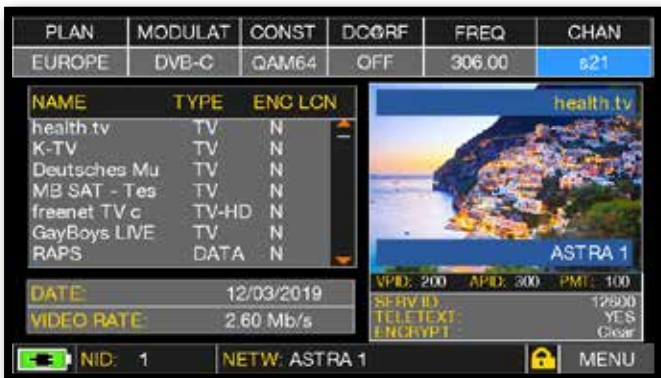 PLAN MODULAT CONST DC@RF FREQ CHAN
EUROPE DVB-C QAM64 OFF 306.00 s21
NAME TYPE ENC LCN
health.tv TV N
K-TV TV N
Deutsches Mu TV N
MB SAT - Tes TV N
freenet TV c TV-HD N
GayBoys LIVE TV N
RAPS DATA N
health.tv
ASTRA 1
VPID: 200 APID: 300 PMT: 100
DATE: 12/03/2019
VIDEO RATE: 2.60 Mb/s
SERV ID: 12600
TELETEXT: YES
ENCRYPT: Clear
NID: 1 NETW: ASTRA 1 MENU